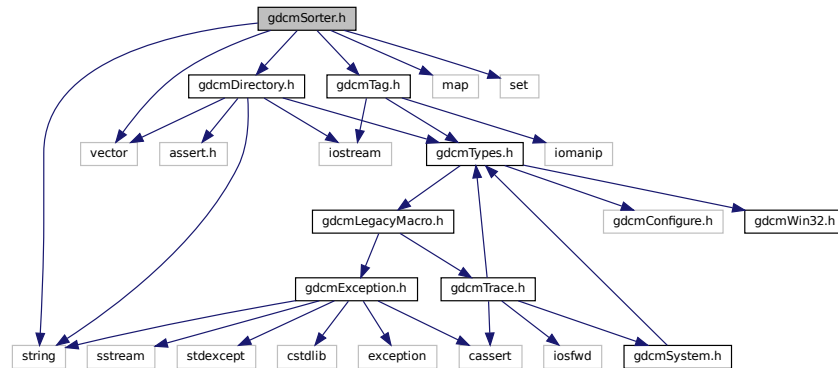 gdcmSorter.h
gdcmDirectory.h
gdcmTag.h
map
set
vector
assert.h
iostream
gdcmTypes.h
iomanip
gdcmLegacyMacro.h
gdcmConfigure.h
gdcmWin32.h
gdcmException.h
gdcmTrace.h
string
sstream
stdexcept
cstdlib
exception
cassert
iosfwd
gdcmSystem.h